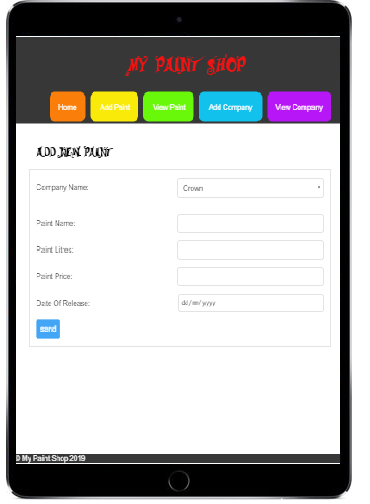 MY PAINT SHOP
Home Add Paint View Paint Add Company View Company
ADD NEW PAINT
Company Name: Crown
Paint Name:
Paint Litres:
Paint Price:
Date Of Release: dd/mm/yyyy
send
© My Paint Shop 2019